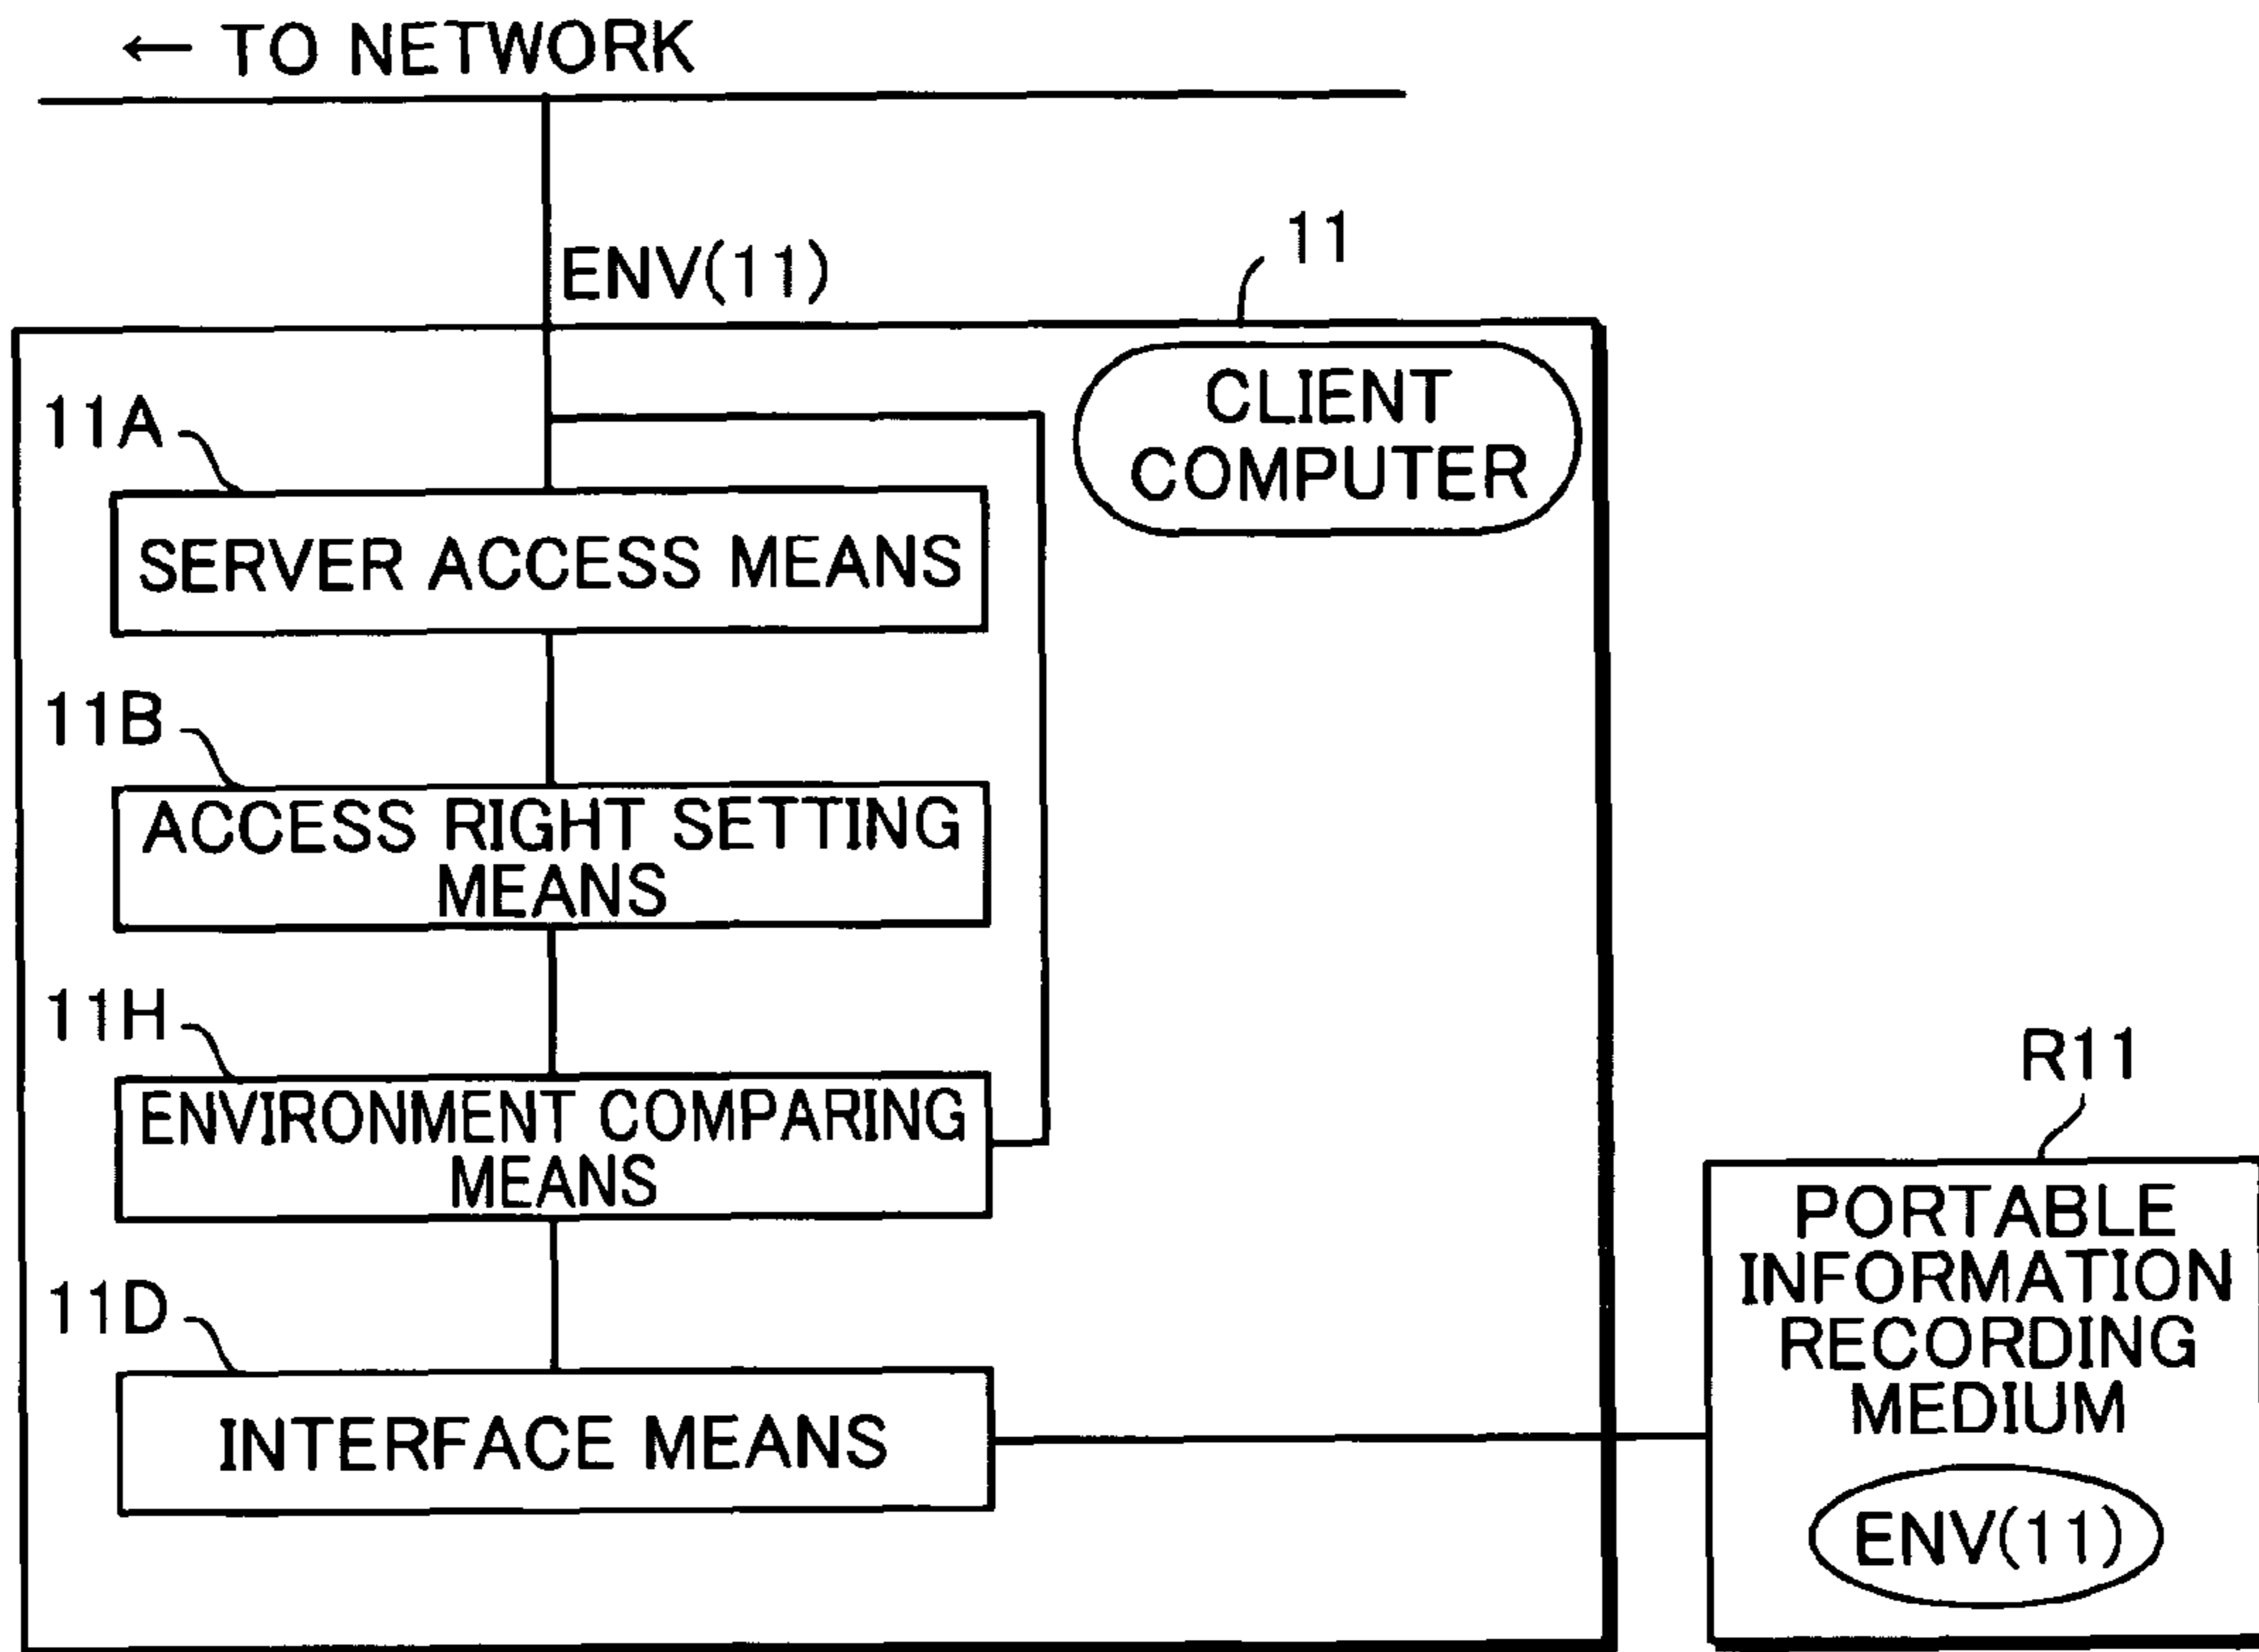 ← TO NETWORK
ENV(11)
11
CLIENT
COMPUTER
11A
SERVER ACCESS MEANS
11B
ACCESS RIGHT SETTING
MEANS
11H
ENVIRONMENT COMPARING
MEANS
11D
INTERFACE MEANS
R11
PORTABLE
INFORMATION
RECORDING
MEDIUM
ENV(11)